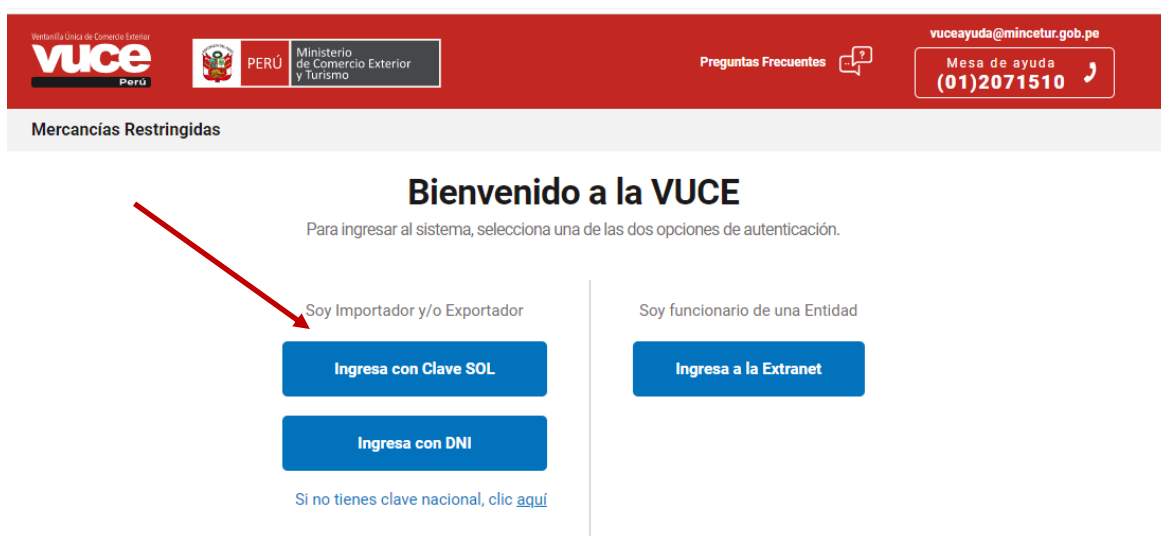 Ventanilla Única de Comercio Exterior
vuce
Perú
PERÚ
Ministerio
de Comercio Exterior
y Turismo
Preguntas Frecuentes
?
vuceayuda@mincetur.gob.pe
Mesa de ayuda
(01)2071510
Mercancías Restringidas
Bienvenido a la VUCE
Para ingresar al sistema, selecciona una de las dos opciones de autenticación.
Soy Importador y/o Exportador
Ingresa con Clave SOL
Ingresa con DNI
Si no tienes clave nacional, clic aquí
Soy funcionario de una Entidad
Ingresa a la Extranet